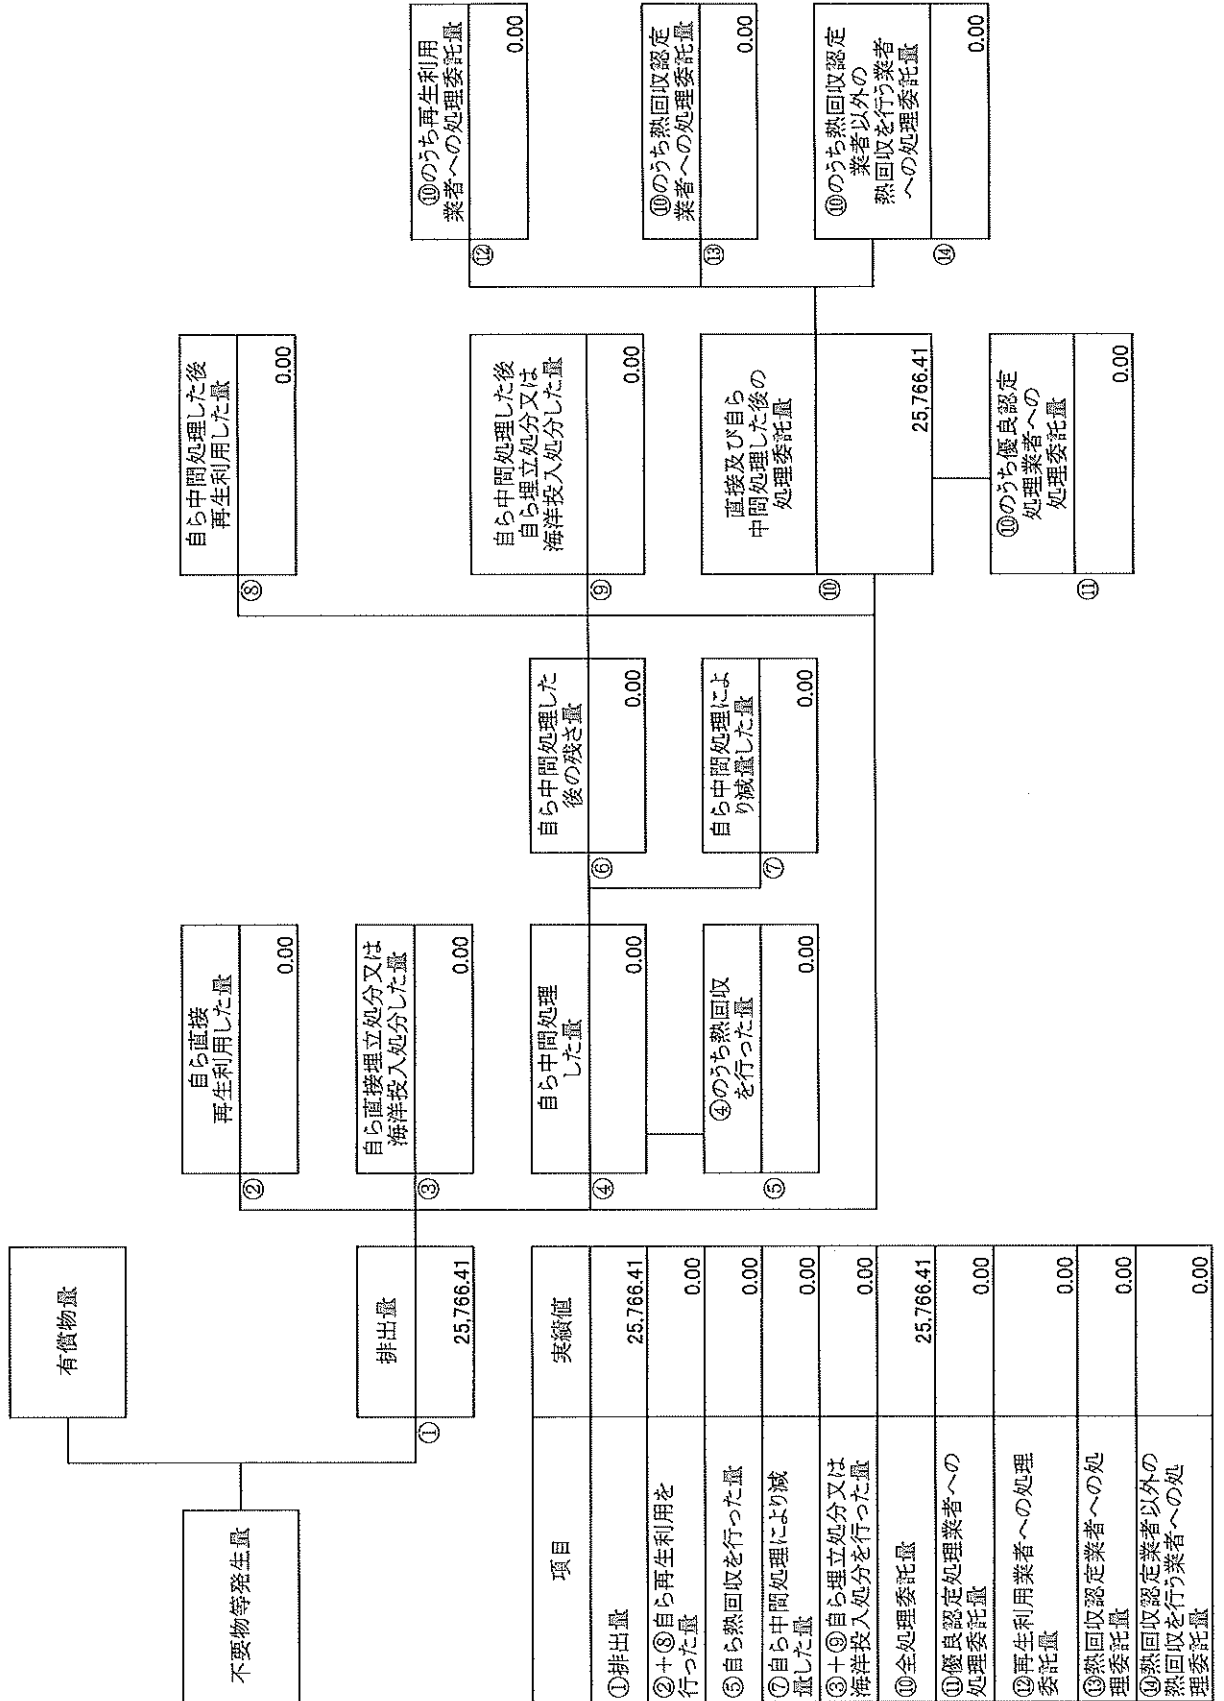 不要物等発生量
有償物量
排出量
①
25,766.41
自ら直接
再生利用した量
②
0.00
自ら直接埋立処分又は
海洋投入処分した量
③
0.00
自ら中間処理
した量
④
0.00
④のうち熱回収
を行った量
⑤
0.00
自ら中間処理した
後の残さ量
⑥
0.00
自ら中間処理によ
り減量した量
⑦
0.00
自ら中間処理した後
再生利用した量
⑧
0.00
自ら中間処理した後
自ら埋立処分又は
海洋投入処分した量
⑨
0.00
直接及び自ら
中間処理した後の
処理委託量
⑩
25,766.41
⑩のうち優良認定
処理業者への
処理委託量
⑪
0.00
⑩のうち再生利用
業者への処理委託量
⑫
0.00
⑩のうち熱回収認定
業者への処理委託量
⑬
0.00
⑩のうち熱回収認定
業者以外の
熱回収を行う業者
への処理委託量
⑭
0.00
項目 実績値
①排出量 25,766.41
②+⑧自ら再生利用を
行った量 0.00
⑤自ら熱回収を行った量 0.00
⑦自ら中間処理により減
量した量 0.00
③+⑨自ら埋立処分又は
海洋投入処分を行った量 0.00
⑩全処理委託量 25,766.41
⑪優良認定処理業者への
処理委託量 0.00
⑫再生利用業者への処理
委託量 0.00
⑬熱回収認定業者への処
理委託量 0.00
⑭熱回収認定業者以外の
熱回収を行う業者への処
理委託量 0.00